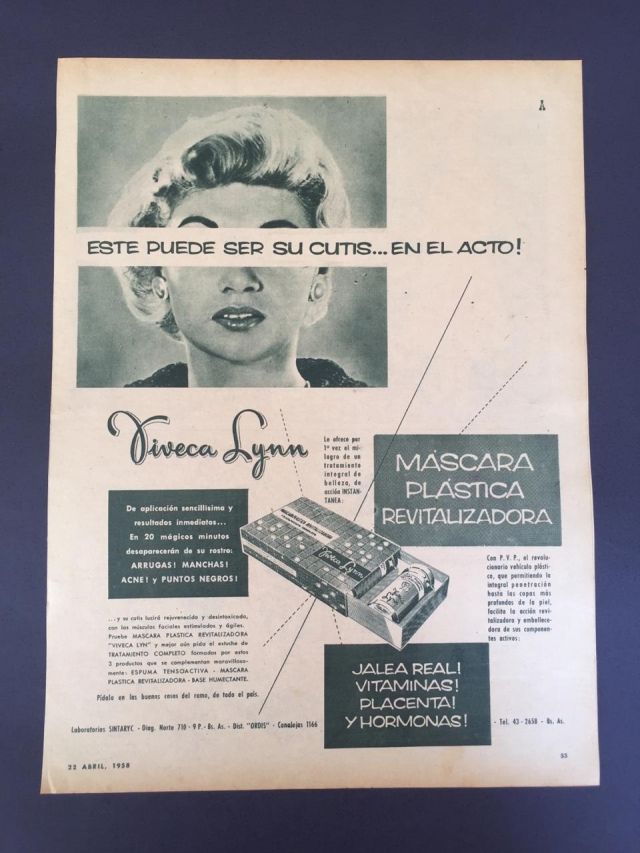 ESTE PUEDE SER SU CUTIS... EN EL ACTO!
Viveca Lynn
Le ofrece por
1ª vez el mi-
lagro de un
tratamiento
integral de
belleza, de
acción INSTAN-
TANEA:
MÁSCARA
PLÁSTICA
REVITALIZADORA
De aplicación sencillísima y
resultados inmediatos...
En 20 mágicos minutos
desaparecerán de su rostro:
ARRUGAS! MANCHAS!
ACNE! y PUNTOS NEGROS!
Viveca Lynn
Con P. V. P., el revolu-
cionario vehículo plásti-
co, que permitiendo la
integral penetración
hasta las capas más
profundas de la piel,
facilita la acción revi-
talizadora y embellece-
dora de sus componen-
tes activos:
...y su cutis lucirá rejuvenecido y desintoxicado,
con los músculos faciales estimulados y ágiles.
Pruebe MASCARA PLASTICA REVITALIZADORA
"VIVECA LYN" y mejor aún pida el estuche de
TRATAMIENTO COMPLETO formados por estos
3 productos que se complementan maravillosa-
mente: ESPUMA TENSOACTIVA - MASCARA
PLASTICA REVITALIZADORA - BASE HUMECTANTE.
Pídala en las buenas casas del ramo, de todo el país.
JALEA REAL!
VITAMINAS!
PLACENTA!
Y HORMONAS!
Laboratorios SINTARYC - Diag. Norte 710 - 9 P. - Bs. As. - Dist. "ORDIS" - Canalejas 1166 - Tel. 43-2658 - Bs. As.
22 ABRIL, 1958
53